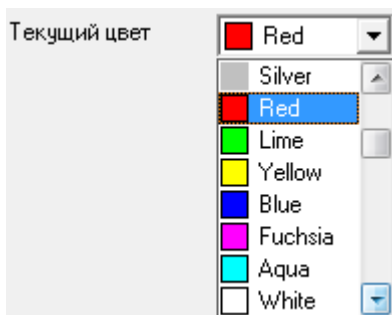 Текущий цвет Red
Silver
Red
Lime
Yellow
Blue
Fuchsia
Aqua
White